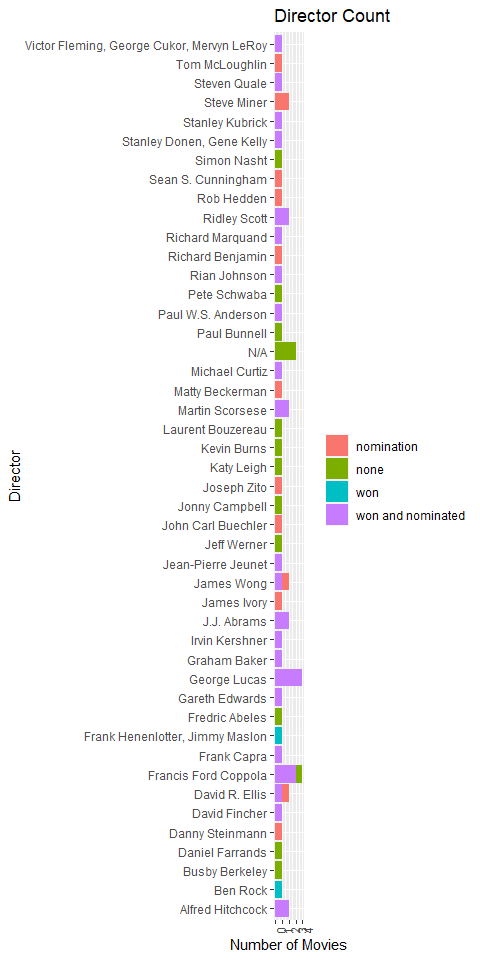 Director Count
Victor Fleming, George Cukor, Mervyn LeRoy
Tom McLoughlin
Steven Quale
Steve Miner
Stanley Kubrick
Stanley Donen, Gene Kelly
Simon Nasht
Sean S. Cunningham
Rob Hedden
Ridley Scott
Richard Marquand
Richard Benjamin
Rian Johnson
Pete Schwaba
Paul W.S. Anderson
Paul Bunnell
N/A
Michael Curtiz
Matty Beckerman
Martin Scorsese
Laurent Bouzereau
Kevin Burns
Katy Leigh
Joseph Zito
Jonny Campbell
John Carl Buechler
Jeff Werner
Jean-Pierre Jeunet
James Wong
James Ivory
J.J. Abrams
Irvin Kershner
Graham Baker
George Lucas
Gareth Edwards
Fredric Abeles
Frank Henenlotter, Jimmy Maslon
Frank Capra
Francis Ford Coppola
David R. Ellis
David Fincher
Danny Steinmann
Daniel Farrands
Busby Berkeley
Ben Rock
Alfred Hitchcock
Director
0 1 2 3 4
Number of Movies
nomination
none
won
won and nominated